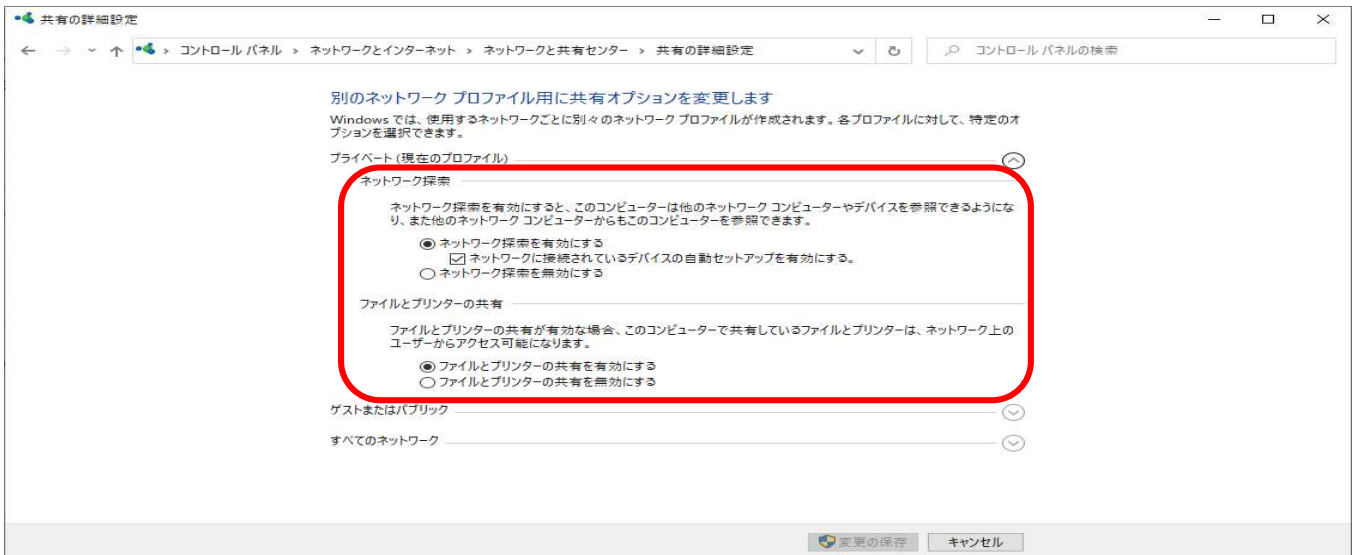 共有の詳細設定
コントロール パネル › ネットワークとインターネット › ネットワークと共有センター › 共有の詳細設定
コントロール パネルの検索
別のネットワーク プロファイル用に共有オプションを変更します
Windows では、使用するネットワークごとに別々のネットワーク プロファイルが作成されます。各プロファイルに対して、特定のオ
プションを選択できます。
プライベート (現在のプロファイル)
ネットワーク探索
ネットワーク探索を有効にすると、このコンピューターは他のネットワーク コンピューターやデバイスを参照できるようにな
り、また他のネットワーク コンピューターからもこのコンピューターを参照できます。
ネットワーク探索を有効にする
ネットワークに接続されているデバイスの自動セットアップを有効にする。
ネットワーク探索を無効にする
ファイルとプリンターの共有
ファイルとプリンターの共有が有効な場合、このコンピューターで共有しているファイルとプリンターは、ネットワーク上の
ユーザーからアクセス可能になります。
ファイルとプリンターの共有を有効にする
ファイルとプリンターの共有を無効にする
ゲストまたはパブリック
すべてのネットワーク
変更の保存
キャンセル